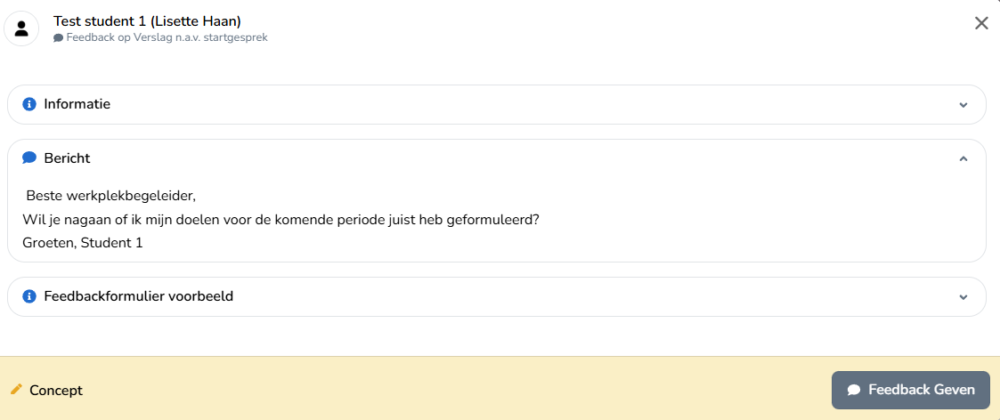 Test student 1 (Lisette Haan)
Feedback op Verslag n.a.v. startgesprek
Informatie
Bericht
Beste werkplekbegeleider,
Wil je nagaan of ik mijn doelen voor de komende periode juist heb geformuleerd?
Groeten, Student 1
Feedbackformulier voorbeeld
Concept
Feedback Geven